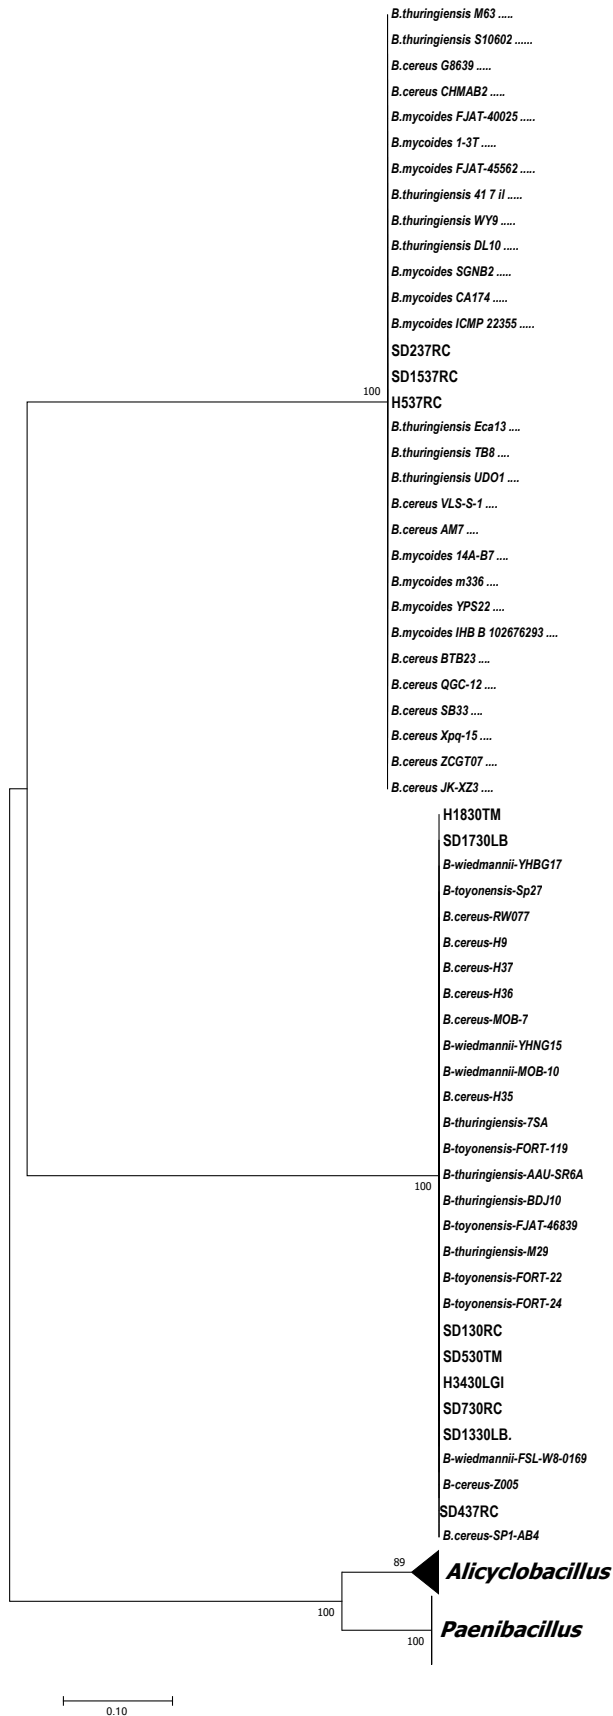 B.thuringiensis M63 .....
B.thuringiensis S10602 ......
B.cereus G8639 .....
B.cereus CHMAB2 .....
B.mycoides FJAT-40025 .....
B.mycoides 1-3T .....
B.mycoides FJAT-45562 .....
B.thuringiensis 41 7 il .....
B.thuringiensis WY9 .....
B.thuringiensis DL10 .....
B.mycoides SGNB2 .....
B.mycoides CA174 .....
B.mycoides ICMP 22355 .....
SD237RC
SD1537RC
100
H537RC
B.thuringiensis Eca13 ....
B.thuringiensis TB8 ....
B.thuringiensis UDO1 ....
B.cereus VLS-S-1 ....
B.cereus AM7 ....
B.mycoides 14A-B7 ....
B.mycoides m336 ....
B.mycoides YPS22 ....
B.mycoides IHB B 102676293 ....
B.cereus BTB23 ....
B.cereus QGC-12 ....
B.cereus SB33 ....
B.cereus Xpq-15 ....
B.cereus ZCGT07 ....
B.cereus JK-XZ3 ....
H1830TM
SD1730LB
B-wiedmannii-YHBG17
B-toyonensis-Sp27
B.cereus-RW077
B.cereus-H9
B.cereus-H37
B.cereus-H36
B.cereus-MOB-7
B-wiedmannii-YHNG15
B-wiedmannii-MOB-10
B.cereus-H35
B-thuringiensis-7SA
B-toyonensis-FORT-119
B-thuringiensis-AAU-SR6A
100
B-thuringiensis-BDJ10
B-toyonensis-FJAT-46839
B-thuringiensis-M29
B-toyonensis-FORT-22
B-toyonensis-FORT-24
SD130RC
SD530TM
H3430LGI
SD730RC
SD1330LB.
B-wiedmannii-FSL-W8-0169
B-cereus-Z005
SD437RC
B.cereus-SP1-AB4
89
Alicyclobacillus
100
Paenibacillus
100
0.10